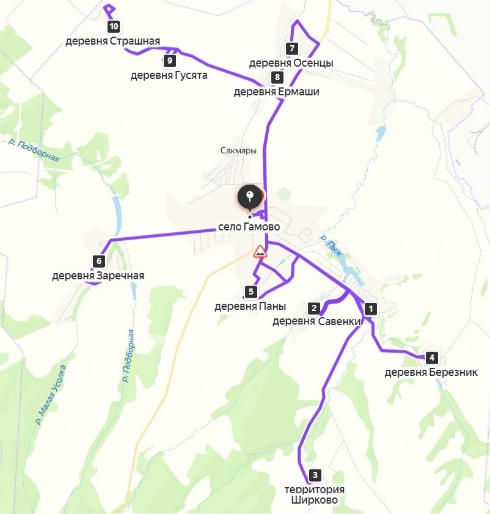 10
деревня Страшная
7
9
деревня Осенцы
деревня Гусята
8
деревня Ермаши
р. Подборная
Сакмары
село Гамово
р. Пыж
6
деревня Заречная
5
деревня Паны
2
1
деревня Савенки
4
деревня Березник
р. Подборная
р. Малая Усолка
3
территория
Ширково